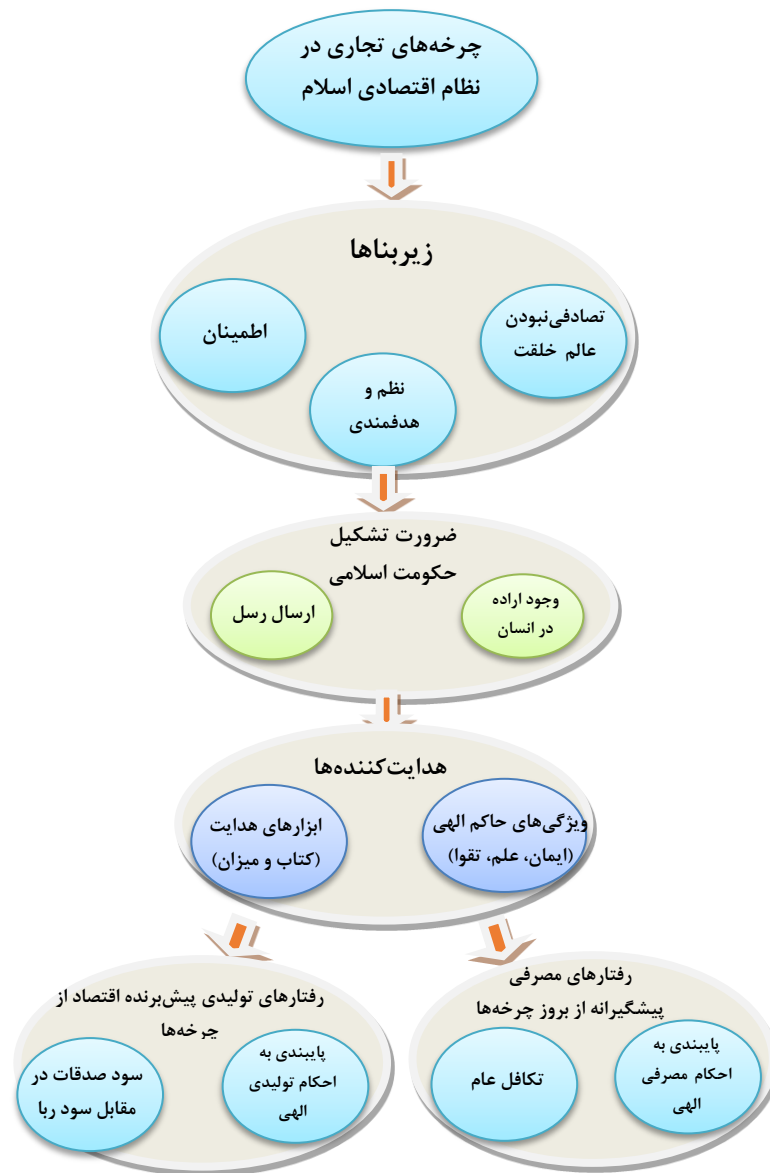 چرخه‌های تجاری در
نظام اقتصادی اسلام
زیربناها
تصادفی‌نبودن
عالم خلقت
نظم و
هدفمندی
اطمینان
ضرورت تشکیل
حکومت اسلامی
وجود اراده
در انسان
ارسال رسل
هدایت‌کننده‌ها
ویژگی‌های حاکم الهی
(ایمان، علم، تقوا)
ابزارهای هدایت
(کتاب و میزان)
رفتارهای مصرفی
پیشگیرانه از بروز چرخه‌ها
پایبندی به
احکام مصرفی
الهی
تکافل عام
رفتارهای تولیدی پیش‌برنده اقتصاد از
چرخه‌ها
پایبندی به
احکام تولیدی
الهی
سود صدقات در
مقابل سود ربا